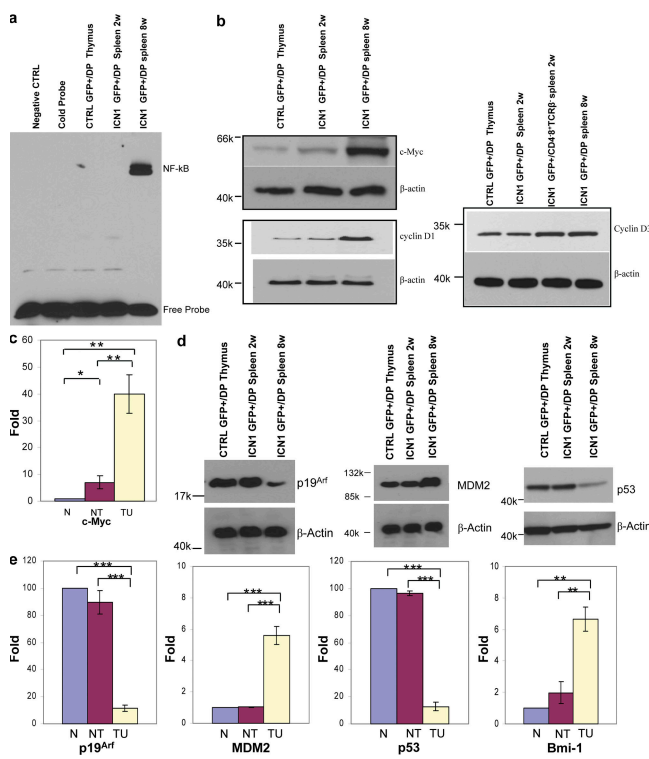 a
Negative CTRL
Cold Probe
CTRL GFP+/DP Thymus
ICN1 GFP+/DP Spleen 2w
ICN1 GFP+/DP spleen 8w
NF-kB
Free Probe
b
CTRL GFP+/DP Thymus
ICN1 GFP+/DP Spleen 2w
ICN1 GFP+/DP spleen 8w
66k
c-Myc
40k
β-actin
35k
cyclin D1
40k
β-actin
CTRL GFP+/DP Thymus
ICN1 GFP+/DP Spleen 2w
ICN1 GFP+/CD4-8+TCRβ- spleen 2w
ICN1 GFP+/DP spleen 8w
35k
Cyclin D3
40k
β-actin
c
Fold
60
50
40
30
20
10
0
**
**
*
N NT TU
c-Myc
d
CTRL GFP+/DP Thymus
ICN1 GFP+/DP Spleen 2w
ICN1 GFP+/DP Spleen 8w
p19Arf
17k
β-Actin
40k
CTRL GFP+/DP Thymus
ICN1 GFP+/DP Spleen 2w
ICN1 GFP+/DP Spleen 8w
132k
MDM2
85k
40k
β-Actin
CTRL GFP+/DP Thymus
ICN1 GFP+/DP Spleen 2w
ICN1 GFP+/DP Spleen 8w
p53
40k
40k
β-Actin
e
Fold
120
100
80
60
40
20
0
***
***
N NT TU
p19Arf
Fold
10
8
6
4
2
0
***
***
N NT TU
MDM2
Fold
120
100
80
60
40
20
0
***
***
N NT TU
p53
Fold
10
8
6
4
2
0
**
**
N NT TU
Bmi-1